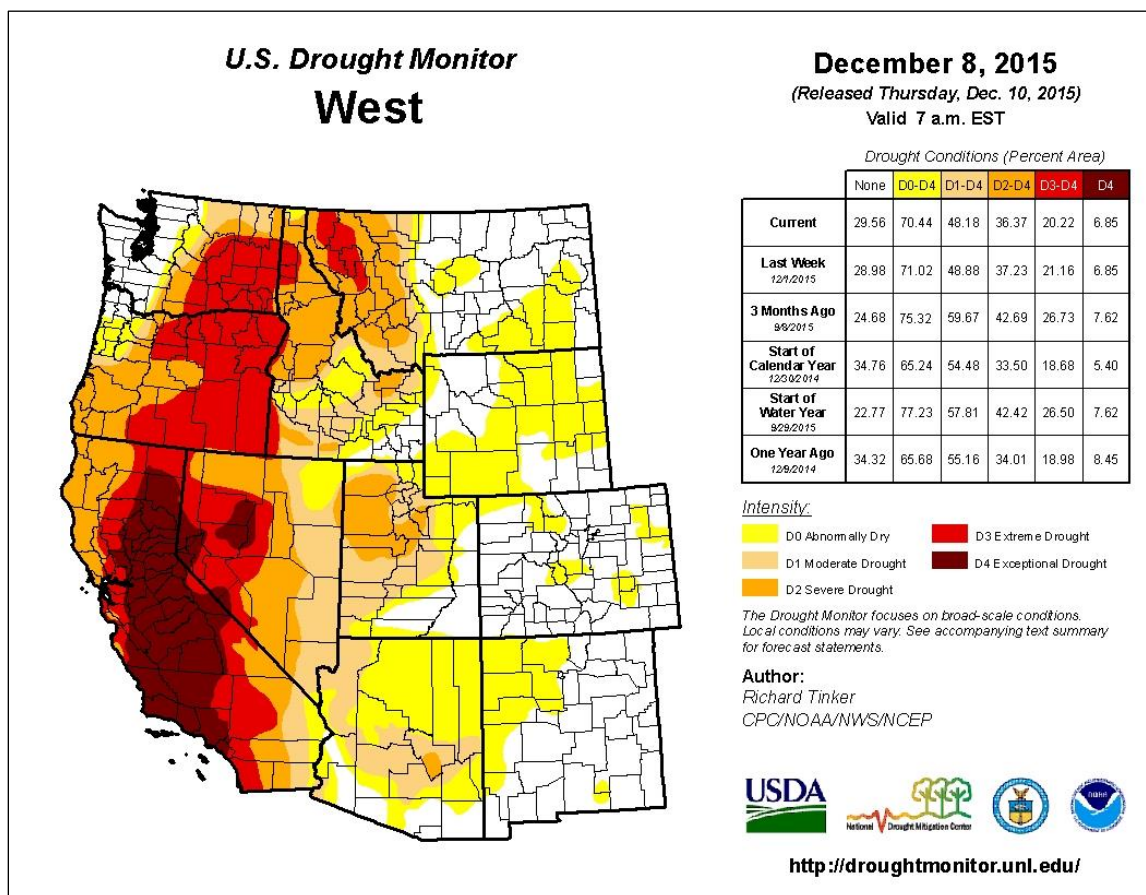 U.S. Drought Monitor
West
December 8, 2015
(Released Thursday, Dec. 10, 2015)
Valid 7 a.m. EST
Drought Conditions (Percent Area)
None D0-D4 D1-D4 D2-D4 D3-D4 D4
Current 29.56 70.44 48.18 36.37 20.22 6.85
Last Week 28.98 71.02 48.88 37.23 21.16 6.85
12/1/2015
3 Months Ago 24.68 75.32 59.67 42.69 26.73 7.62
9/8/2015
Start of
Calendar Year 34.76 65.24 54.48 33.50 18.68 5.40
12/30/2014
Start of
Water Year 22.77 77.23 57.81 42.42 26.50 7.62
9/29/2015
One Year Ago 34.32 65.68 55.16 34.01 18.98 8.45
12/9/2014
Intensity:
D0 Abnormally Dry D3 Extreme Drought
D1 Moderate Drought D4 Exceptional Drought
D2 Severe Drought
The Drought Monitor focuses on broad-scale conditions.
Local conditions may vary. See accompanying text summary
for forecast statements.
Author:
Richard Tinker
CPC/NOAA/NWS/NCEP
USDA
National Drought Mitigation Center
noaa
http://droughtmonitor.unl.edu/